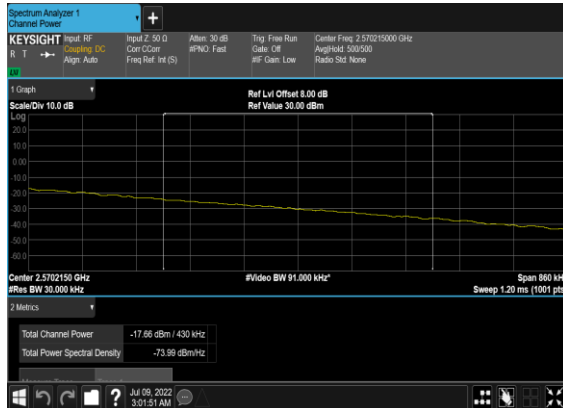 Spectrum Analyzer 1
Channel Power
+
KEYSIGHT Input: RF Input Z: 50 Ω Atten: 30 dB Trig: Free Run Center Freq: 2.570215000 GHz
R T Coupling: DC Corr CCorr #PNO: Fast Gate: Off Avg|Hold: 500/500
Align: Auto Freq Ref: Int (S) #IF Gain: Low Radio Std: None
1 Graph
Ref Lvl Offset 8.00 dB
Scale/Div 10.0 dB Ref Value 30.00 dBm
Log
20.0
10.0
0.00
-10.0
-20.0
-30.0
-40.0
-50.0
-60.0
Center 2.5702150 GHz #Video BW 91.000 kHz* Span 860 kH
#Res BW 30.000 kHz Sweep 1.20 ms (1001 pts
2 Metrics
Total Channel Power -17.66 dBm / 430 kHz
Total Power Spectral Density -73.99 dBm/Hz
? Jul 09, 2022
3:01:51 AM